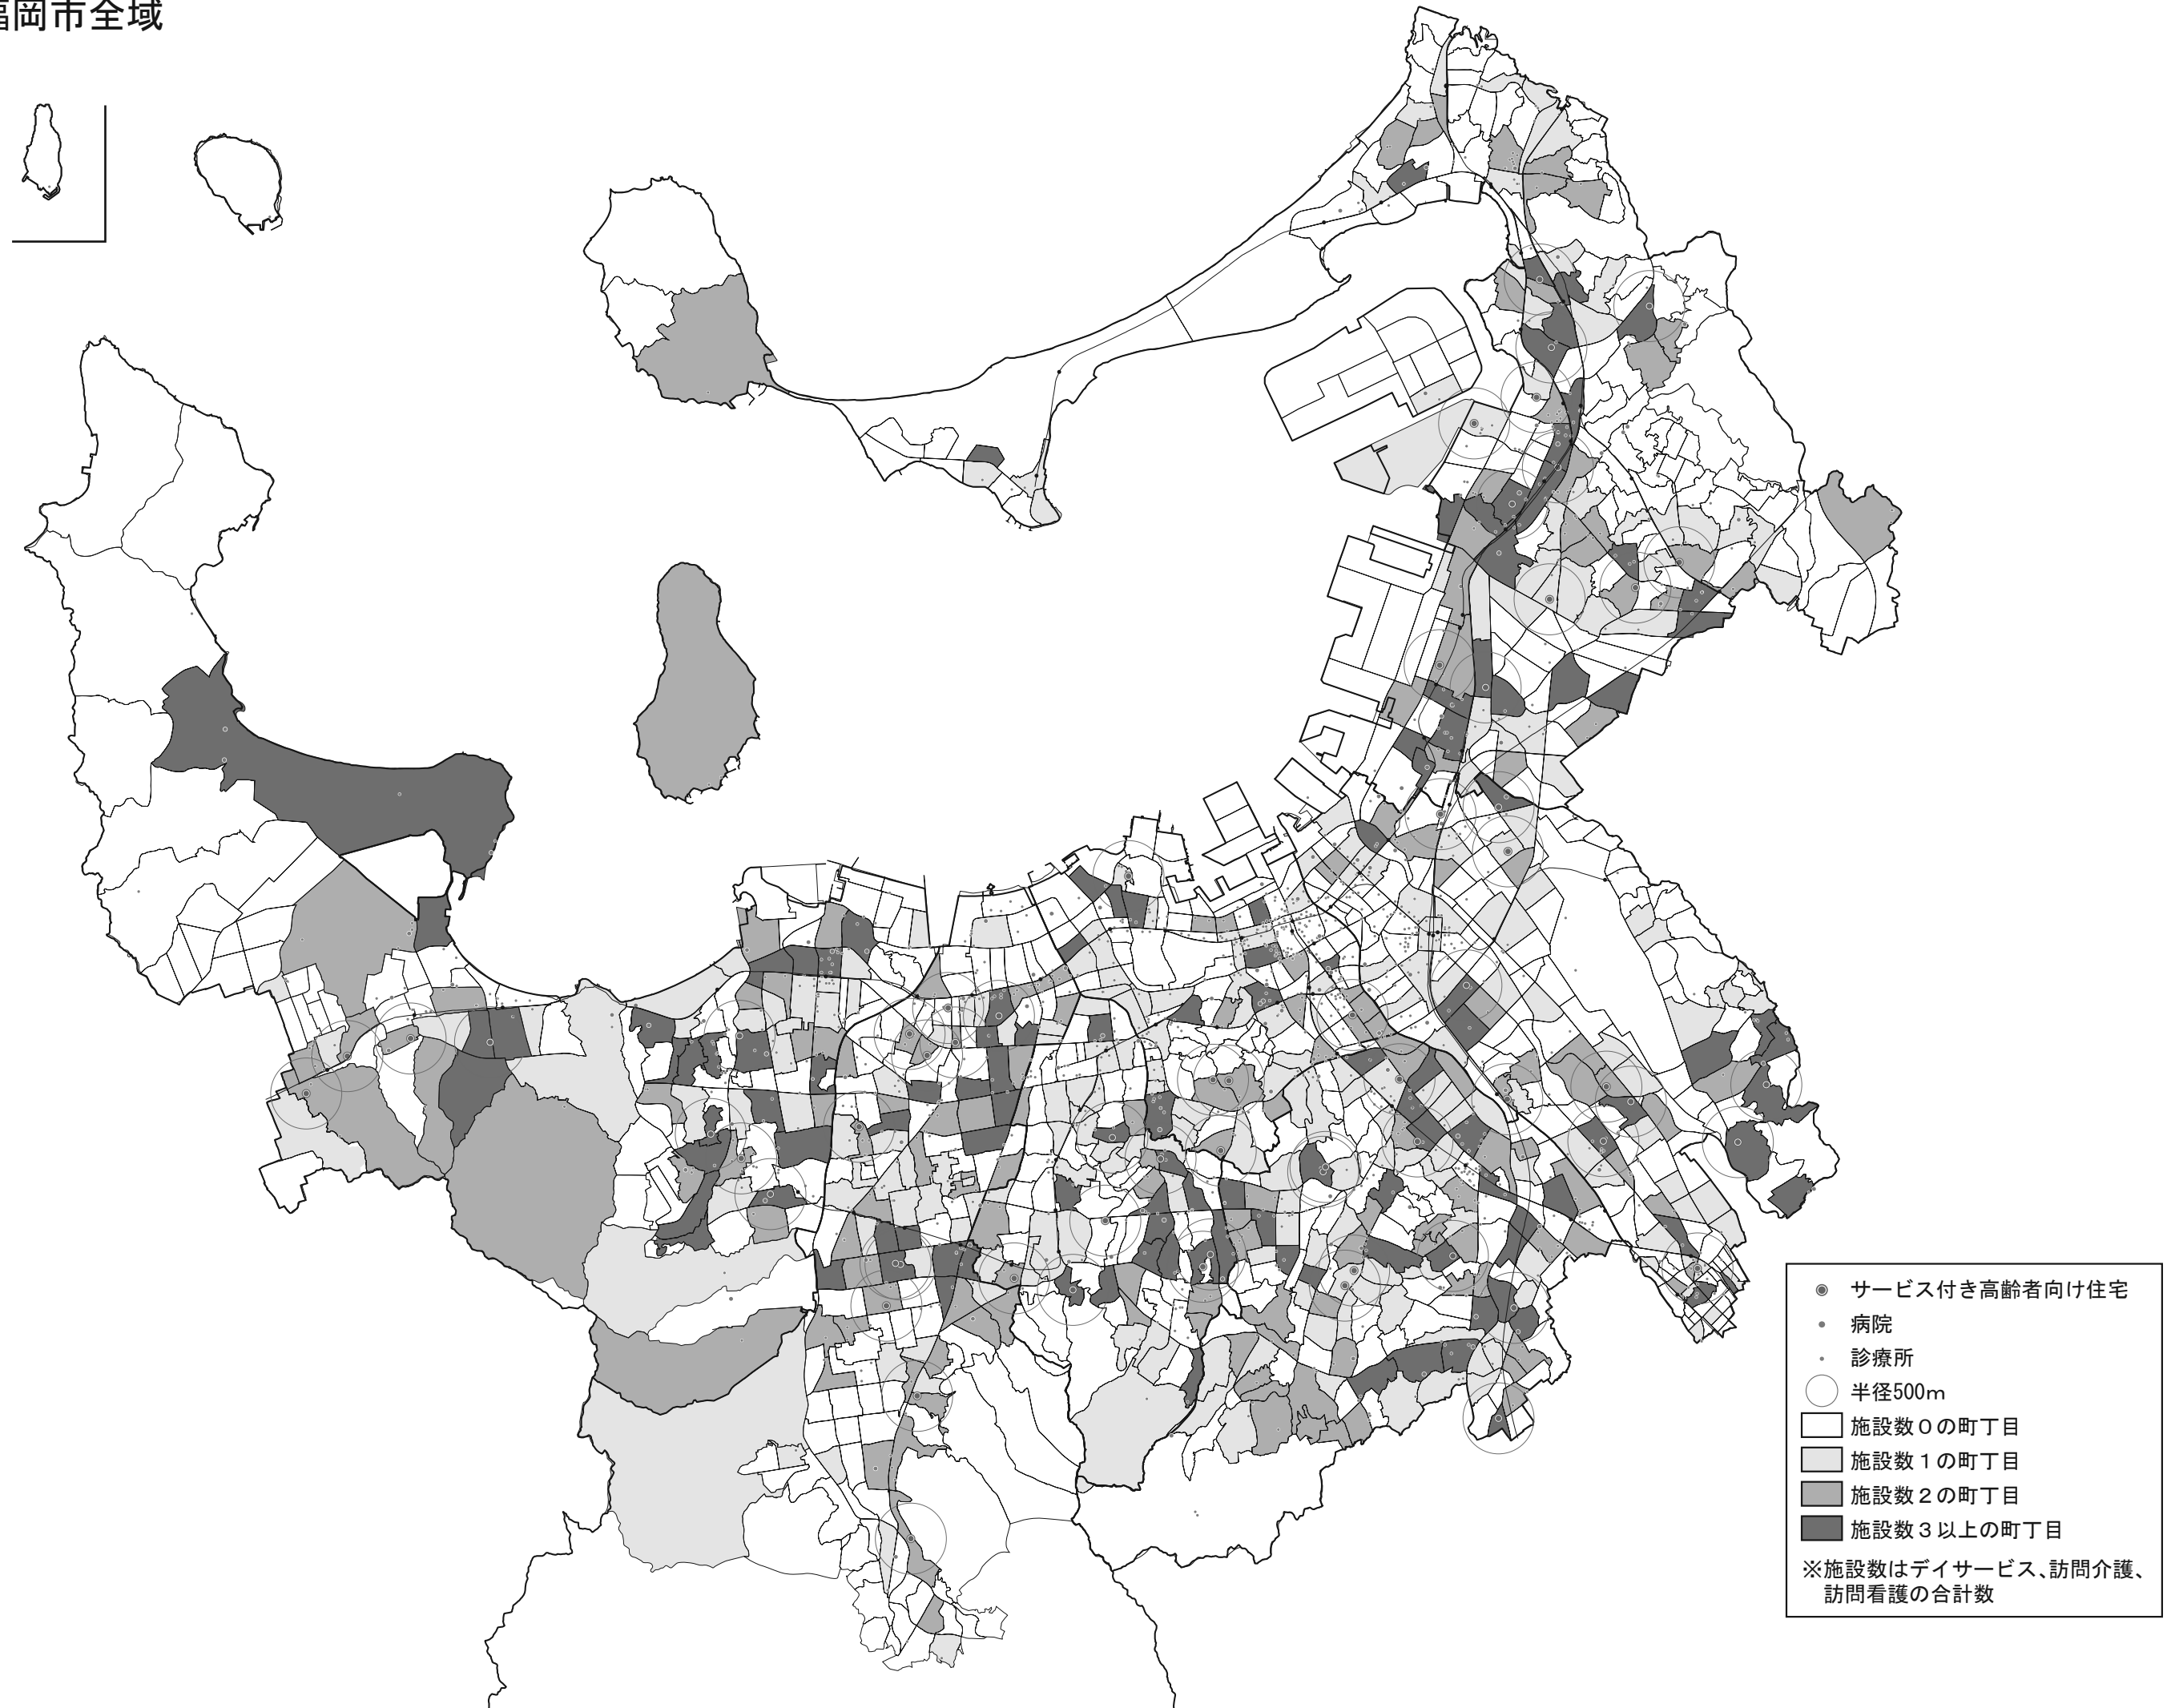 福岡市全域
サービス付き高齢者向け住宅
病院
診療所
半径500m
施設数0の町丁目
施設数1の町丁目
施設数2の町丁目
施設数3以上の町丁目
※施設数はデイサービス、訪問介護、
訪問看護の合計数